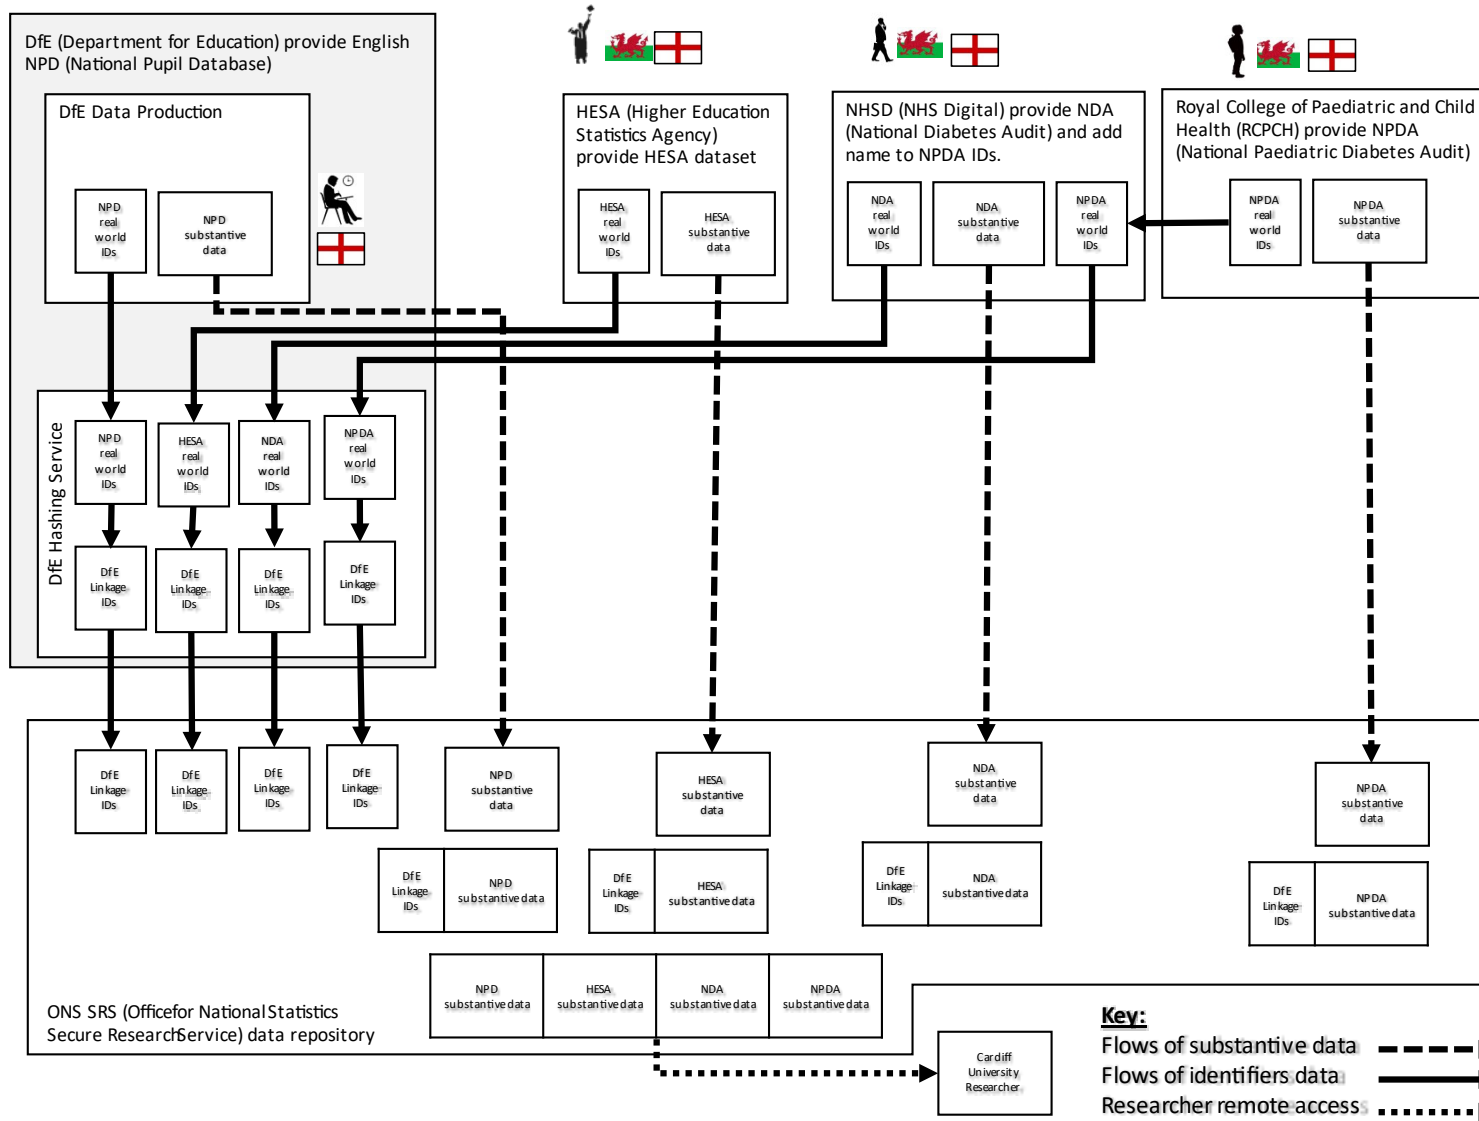 DfE (Department for Education) provide English
NPD (National Pupil Database)
DfE Data Production
NPD
real
world
IDs
NPD
substantive
data
HESA (Higher Education
Statistics Agency)
provide HESA dataset
HESA
real
world
IDs
HESA
substantive
data
NHSD (NHS Digital) provide NDA
(National Diabetes Audit) and add
name to NPDA IDs.
NDA
real
world
IDs
NDA
substantive
data
NPDA
real
world
IDs
Royal College of Paediatric and Child
Health (RCPCH) provide NPDA
(National Paediatric Diabetes Audit)
NPDA
real
world
IDs
NPDA
substantive
data
DfE Hashing Service
NPD
real
world
IDs
HESA
real
world
IDs
NDA
real
world
IDs
NPDA
real
world
IDs
DfE
Linkage
IDs
DfE
Linkage
IDs
DfE
Linkage
IDs
DfE
Linkage
IDs
DfE
Linkage
IDs
DfE
Linkage
IDs
DfE
Linkage
IDs
DfE
Linkage
IDs
NPD
substantive
data
HESA
substantive
data
NDA
substantive
data
NPDA
substantive
data
DfE
Linkage
IDs
NPD
substantive data
DfE
Linkage
IDs
HESA
substantive data
DfE
Linkage
IDs
NDA
substantive data
DfE
Linkage
IDs
NPDA
substantive data
NPD
substantive data
HESA
substantive data
NDA
substantive data
NPDA
substantive data
ONS SRS (Office for National Statistics
Secure Research Service) data repository
Cardiff
University
Researcher
Key:
Flows of substantive data
Flows of identifiers data
Researcher remote access